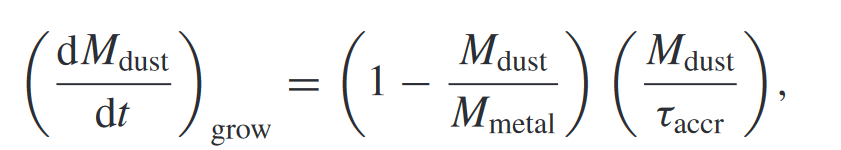 (dM_dust/dt)_grow = (1 − M_dust/M_metal)(M_dust/τ_accr),